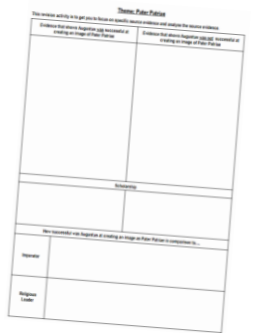 Theme: Pater Patriae
Your revision activity is to get you to focus on specific source evidence and analyse the source evidence
Evidence that shows Augustus was successful at
creating an image of Pater Patriae
Evidence that shows Augustus was not successful at
creating an image of Pater Patriae
Scholarship
How successful was Augustus at creating an image as Pater Patriae in comparison to…
Imperator
Religious
Leader